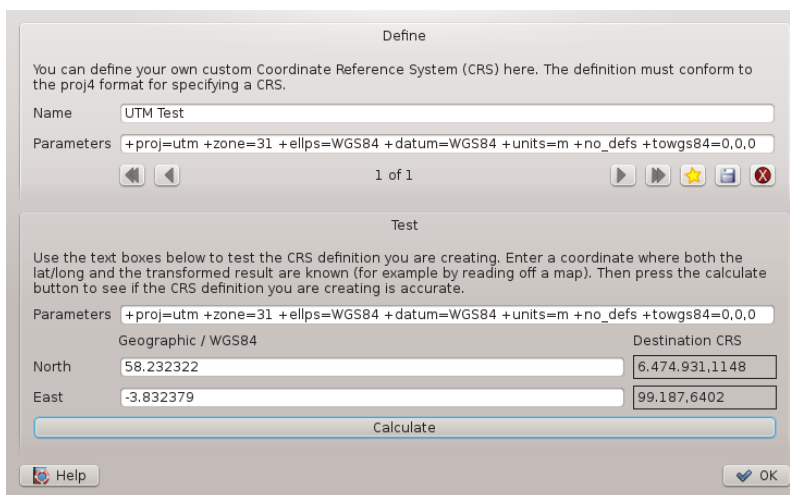 Define
You can define your own custom Coordinate Reference System (CRS) here. The definition must conform to
the proj4 format for specifying a CRS.
Name UTM Test
Parameters +proj=utm +zone=31 +ellps=WGS84 +datum=WGS84 +units=m +no_defs +towgs84=0,0,0
1 of 1
Test
Use the text boxes below to test the CRS definition you are creating. Enter a coordinate where both the
lat/long and the transformed result are known (for example by reading off a map). Then press the calculate
button to see if the CRS definition you are creating is accurate.
Parameters +proj=utm +zone=31 +ellps=WGS84 +datum=WGS84 +units=m +no_defs +towgs84=0,0,0
Geographic / WGS84 Destination CRS
North 58.232322 6.474.931,1148
East -3.832379 99.187,6402
Calculate
Help OK